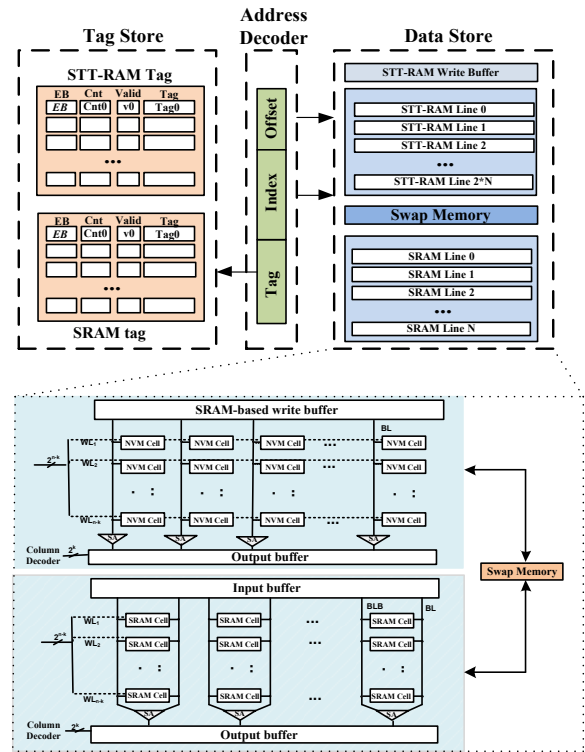 Tag Store
Address
Decoder
Data Store
STT-RAM Tag
EB Cnt Valid Tag
EB Cnt0 v0 Tag0
...
EB Cnt Valid Tag
EB Cnt0 v0 Tag0
...
SRAM tag
Offset
Index
Tag
STT-RAM Write Buffer
STT-RAM Line 0
STT-RAM Line 1
STT-RAM Line 2
...
STT-RAM Line 2*N
Swap Memory
SRAM Line 0
SRAM Line 1
SRAM Line 2
...
SRAM Line N
SRAM-based write buffer
BL
WL1 NVM Cell NVM Cell NVM Cell ... NVM Cell
2n-k
WL2 NVM Cell NVM Cell NVM Cell NVM Cell
WLn-k NVM Cell NVM Cell NVM Cell NVM Cell
SA SA SA SA
Column
Decoder 2k
Output buffer
Swap Memory
Input buffer
BLB BL
WL1 SRAM Cell SRAM Cell ... SRAM Cell
2n-k
WL2 SRAM Cell SRAM Cell ... SRAM Cell
WLn-k SRAM Cell SRAM Cell ... SRAM Cell
SA SA SA
Column
Decoder 2k
Output buffer